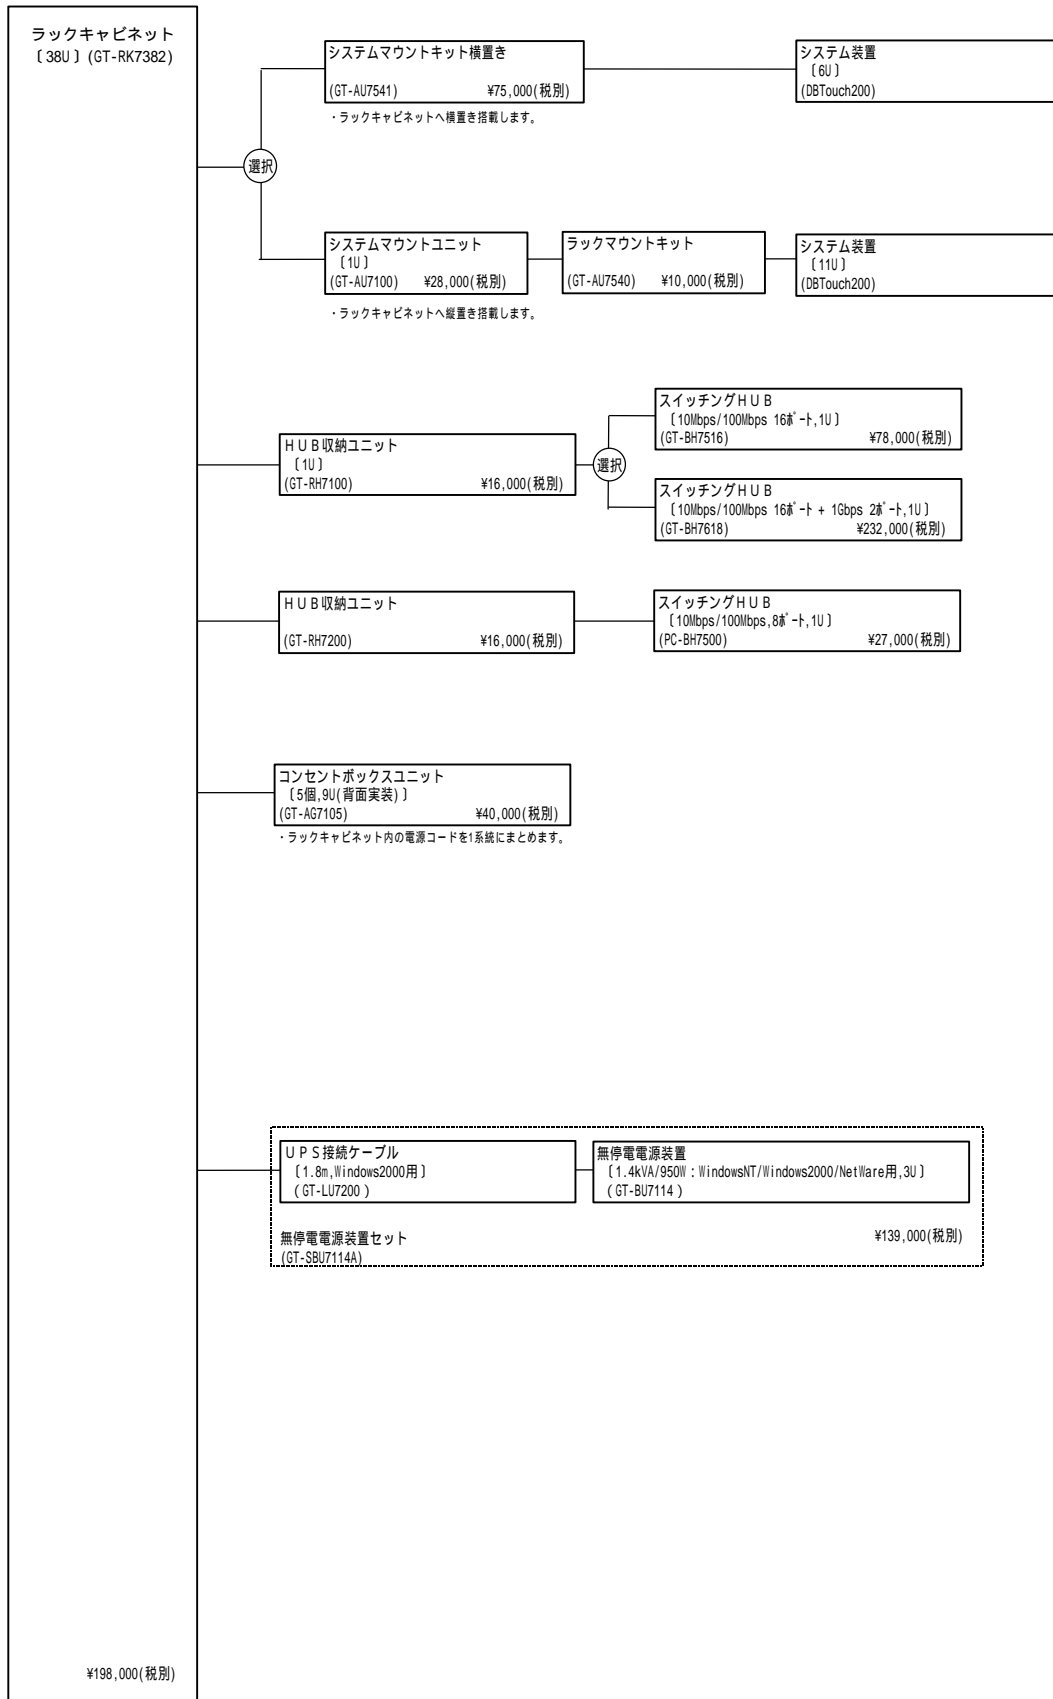 ラックキャビネット
〔38U〕(GT-RK7382)
システムマウントキット横置き
(GT-AU7541) ¥75,000(税別)
・ラックキャビネットへ横置き搭載します。
システム装置
〔6U〕
(DBTouch200)
選択
システムマウントユニット
〔1U〕
(GT-AU7100) ¥28,000(税別)
・ラックキャビネットへ縦置き搭載します。
ラックマウントキット
(GT-AU7540) ¥10,000(税別)
システム装置
〔11U〕
(DBTouch200)
HUB収納ユニット
〔1U〕
(GT-RH7100) ¥16,000(税別)
選択
スイッチングHUB
〔10Mbps/100Mbps 16ポート,1U〕
(GT-BH7516) ¥78,000(税別)
スイッチングHUB
〔10Mbps/100Mbps 16ポート + 1Gbps 2ポート,1U〕
(GT-BH7618) ¥232,000(税別)
HUB収納ユニット
(GT-RH7200) ¥16,000(税別)
スイッチングHUB
〔10Mbps/100Mbps,8ポート,1U〕
(PC-BH7500) ¥27,000(税別)
コンセントボックスユニット
〔5個,9U(背面実装)〕
(GT-AG7105) ¥40,000(税別)
・ラックキャビネット内の電源コードを1系統にまとめます。
UPS接続ケーブル
〔1.8m,Windows2000用〕
(GT-LU7200)
無停電電源装置
〔1.4kVA/950W：WindowsNT/Windows2000/NetWare用,3U〕
(GT-BU7114)
無停電電源装置セット ¥139,000(税別)
(GT-SBU7114A)
¥198,000(税別)